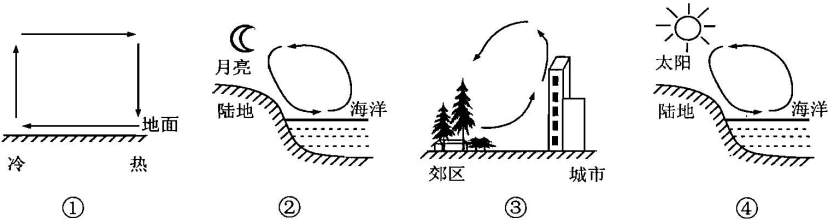 地面
冷 热
①
月亮
陆地 海洋
②
郊区 城市
③
太阳
陆地 海洋
④